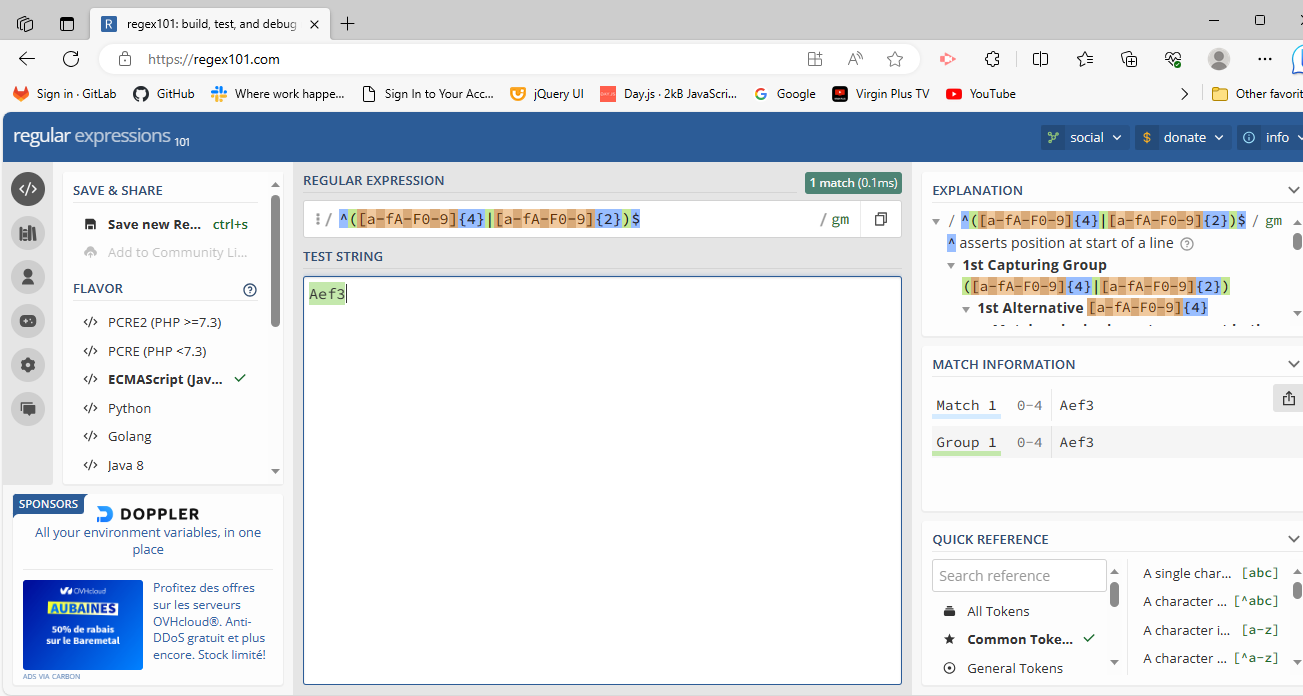 regex101: build, test, and debug
https://regex101.com
Sign in · GitLab
GitHub
Where work happe...
Sign In to Your Acc...
jQuery UI
Day.js · 2kB JavaScri...
Google
Virgin Plus TV
YouTube
Other favorit
regular expressions 101
social
donate
info
SAVE & SHARE
Save new Re... ctrl+s
Add to Community Li...
FLAVOR
PCRE2 (PHP >=7.3)
PCRE (PHP <7.3)
ECMAScript (Jav...
Python
Golang
Java 8
SPONSORS
DOPPLER
All your environment variables, in one
place
OVHcloud
AUBAINES
50% de rabais
sur le Baremetal
Profitez des offres
sur les serveurs
OVHcloud®. Anti-
DDoS gratuit et plus
encore. Stock limité!
ADS VIA CARBON
REGULAR EXPRESSION
1 match (0.1ms)
/ ^([a-fA-F0-9]{4}|[a-fA-F0-9]{2})$ / gm
TEST STRING
Aef3
EXPLANATION
/ ^([a-fA-F0-9]{4}|[a-fA-F0-9]{2})$ / gm
^ asserts position at start of a line
1st Capturing Group
([a-fA-F0-9]{4}|[a-fA-F0-9]{2})
1st Alternative [a-fA-F0-9]{4}
MATCH INFORMATION
Match 1 0-4 Aef3
Group 1 0-4 Aef3
QUICK REFERENCE
Search reference
All Tokens
Common Toke...
General Tokens
A single char... [abc]
A character ... [^abc]
A character i... [a-z]
A character ... [^a-z]